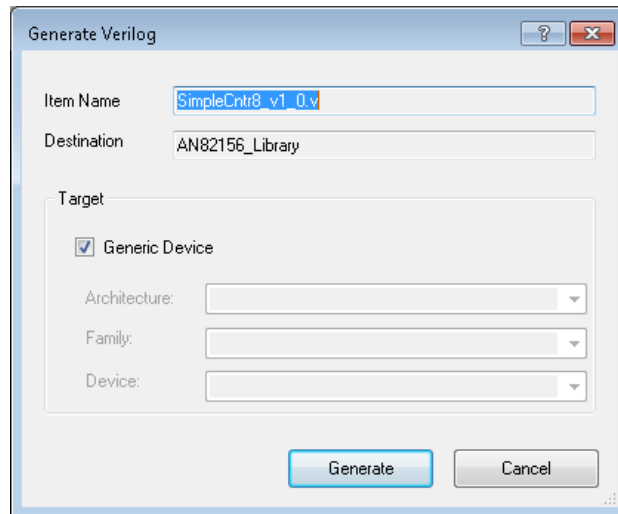 Generate Verilog
Item Name SimpleCntr8_v1_0.v
Destination AN82156_Library
Target
Generic Device
Architecture:
Family:
Device:
Generate Cancel